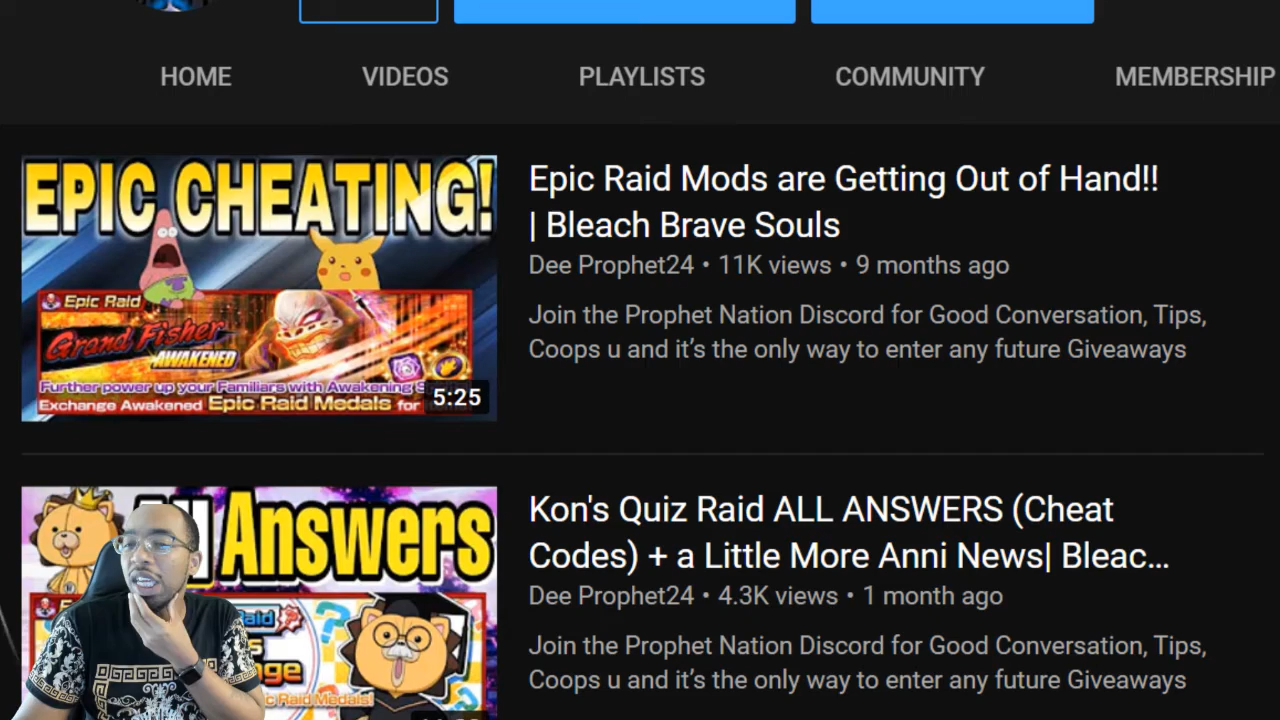 HOME VIDEOS PLAYLISTS COMMUNITY MEMBERSHIP
EPIC CHEATING!
Epic Raid
Grand Fisher
AWAKENED
Further power up your Familiars with Awakening
Exchange Awakened Epic Raid Medals for
5:25
Epic Raid Mods are Getting Out of Hand!!
| Bleach Brave Souls
Dee Prophet24 • 11K views • 9 months ago
Join the Prophet Nation Discord for Good Conversation, Tips,
Coops u and it’s the only way to enter any future Giveaways
Answers
Raid
c Raid Medals!
Kon's Quiz Raid ALL ANSWERS (Cheat
Codes) + a Little More Anni News| Bleac...
Dee Prophet24 • 4.3K views • 1 month ago
Join the Prophet Nation Discord for Good Conversation, Tips,
Coops u and it’s the only way to enter any future Giveaways